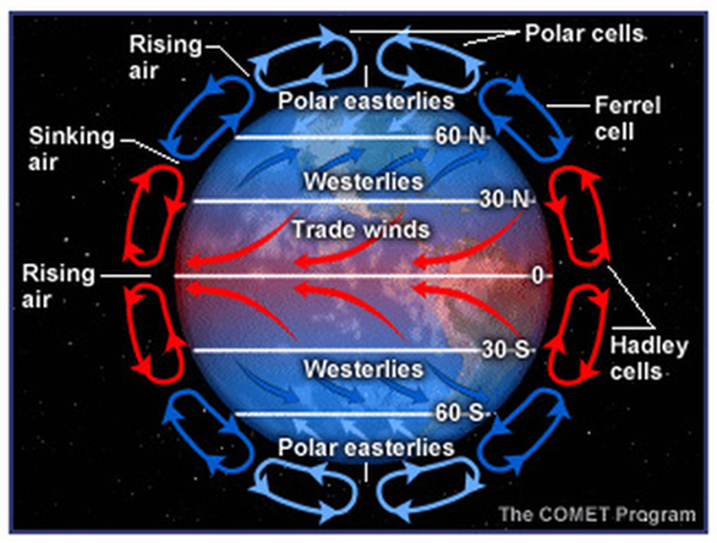 Polar cells
Rising
air
Polar easterlies
Ferrel
cell
60 N
Sinking
air
Westerlies
30 N
Trade winds
Rising
air
0
30 S
Hadley
cells
Westerlies
60 S
Polar easterlies
The COMET Program